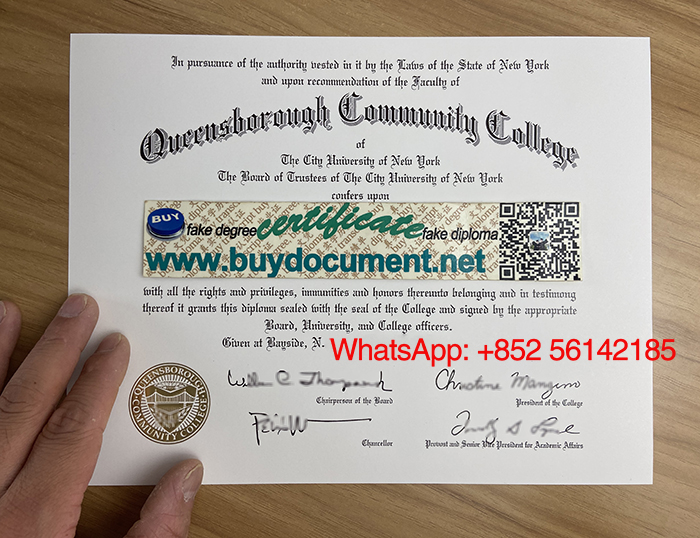 In pursuance of the authority vested in it by the Laws of the State of New York
and upon recommendation of the Faculty of
Queensborough Community College
of
The City University of New York
The Board of Trustees of The City University of New York
confers upon
BUY
fake degree certificate fake diploma
www.buydocument.net
with all the rights and privileges, immunities and honors thereunto belonging and in testimony
thereof it grants this diploma sealed with the seal of the College and signed by the appropriate
Board, University, and College officers.
Given at Bayside, N.
WhatsApp: +852 56142185
Chairperson of the Board
Christine Mangino
President of the College
QUEENSBOROUGH
COMMUNITY COLLEGE
Chancellor
Provost and Senior Vice President for Academic Affairs